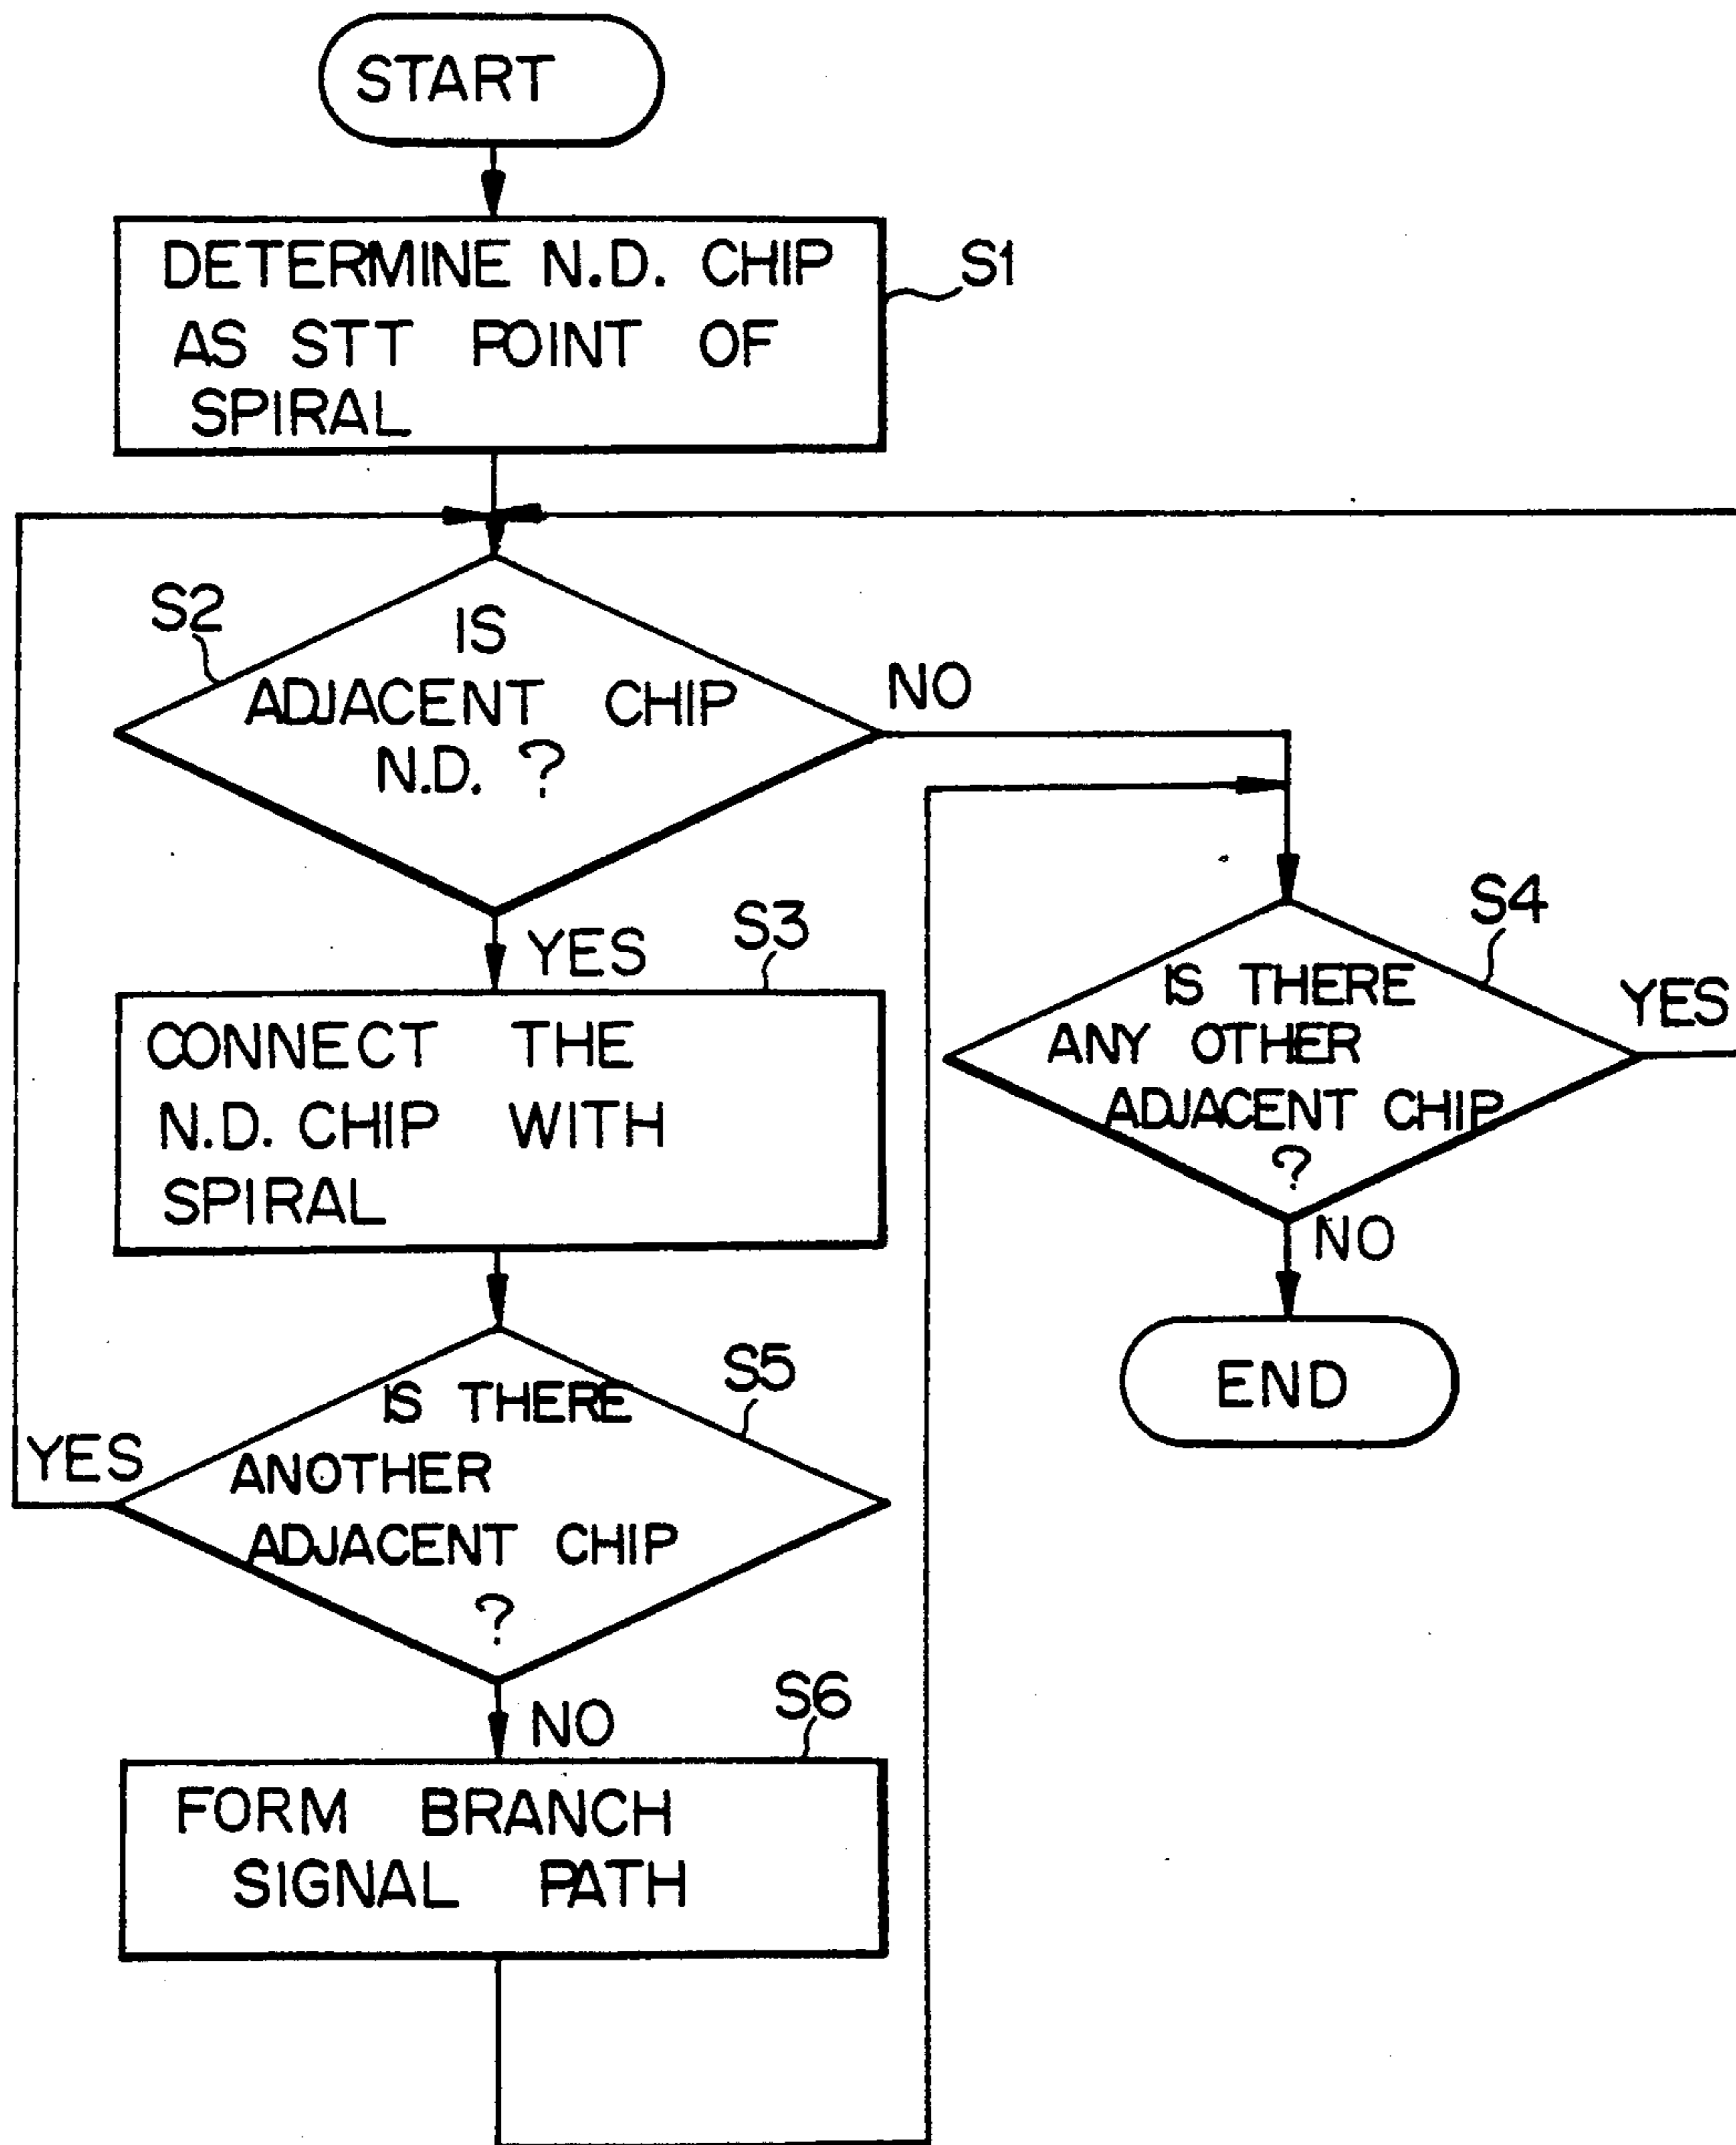 START
DETERMINE N.D. CHIP
AS STT POINT OF
SPIRAL
S1
S2
IS
ADJACENT CHIP
N.D. ?
NO
YES
S3
CONNECT THE
N.D. CHIP WITH
SPIRAL
S4
IS THERE
ANY OTHER
ADJACENT CHIP
?
YES
NO
END
S5
IS THERE
ANOTHER
ADJACENT CHIP
?
YES
NO
S6
FORM BRANCH
SIGNAL PATH